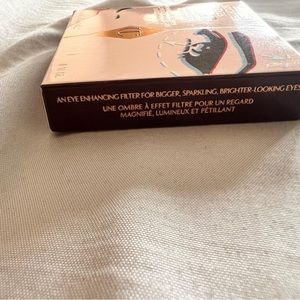 AN EYE ENHANCING FILTER FOR BIGGER, SPARKLING, BRIGHTER-LOOKING EYES
UNE OMBRE À EFFET FILTRE POUR UN REGARD
MAGNIFIÉ, LUMINEUX ET PÉTILLANT